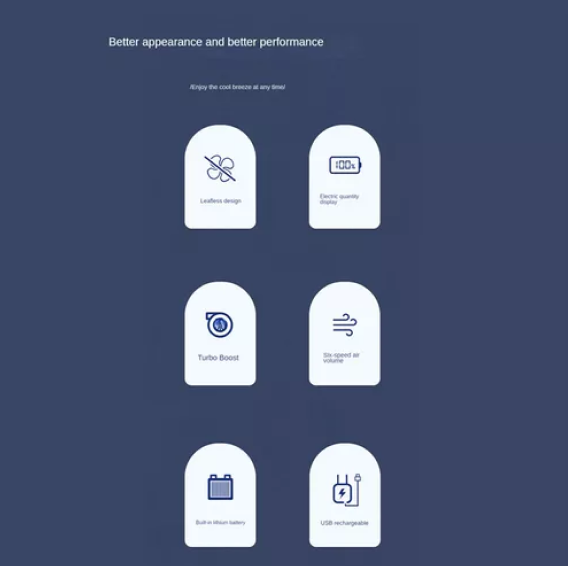 Better appearance and better performance
/Enjoy the cool breeze at any time/
100%
Leafless design
Electric quantity
display
Turbo Boost
Six-speed air
volume
Built-in lithium battery
USB rechargeable